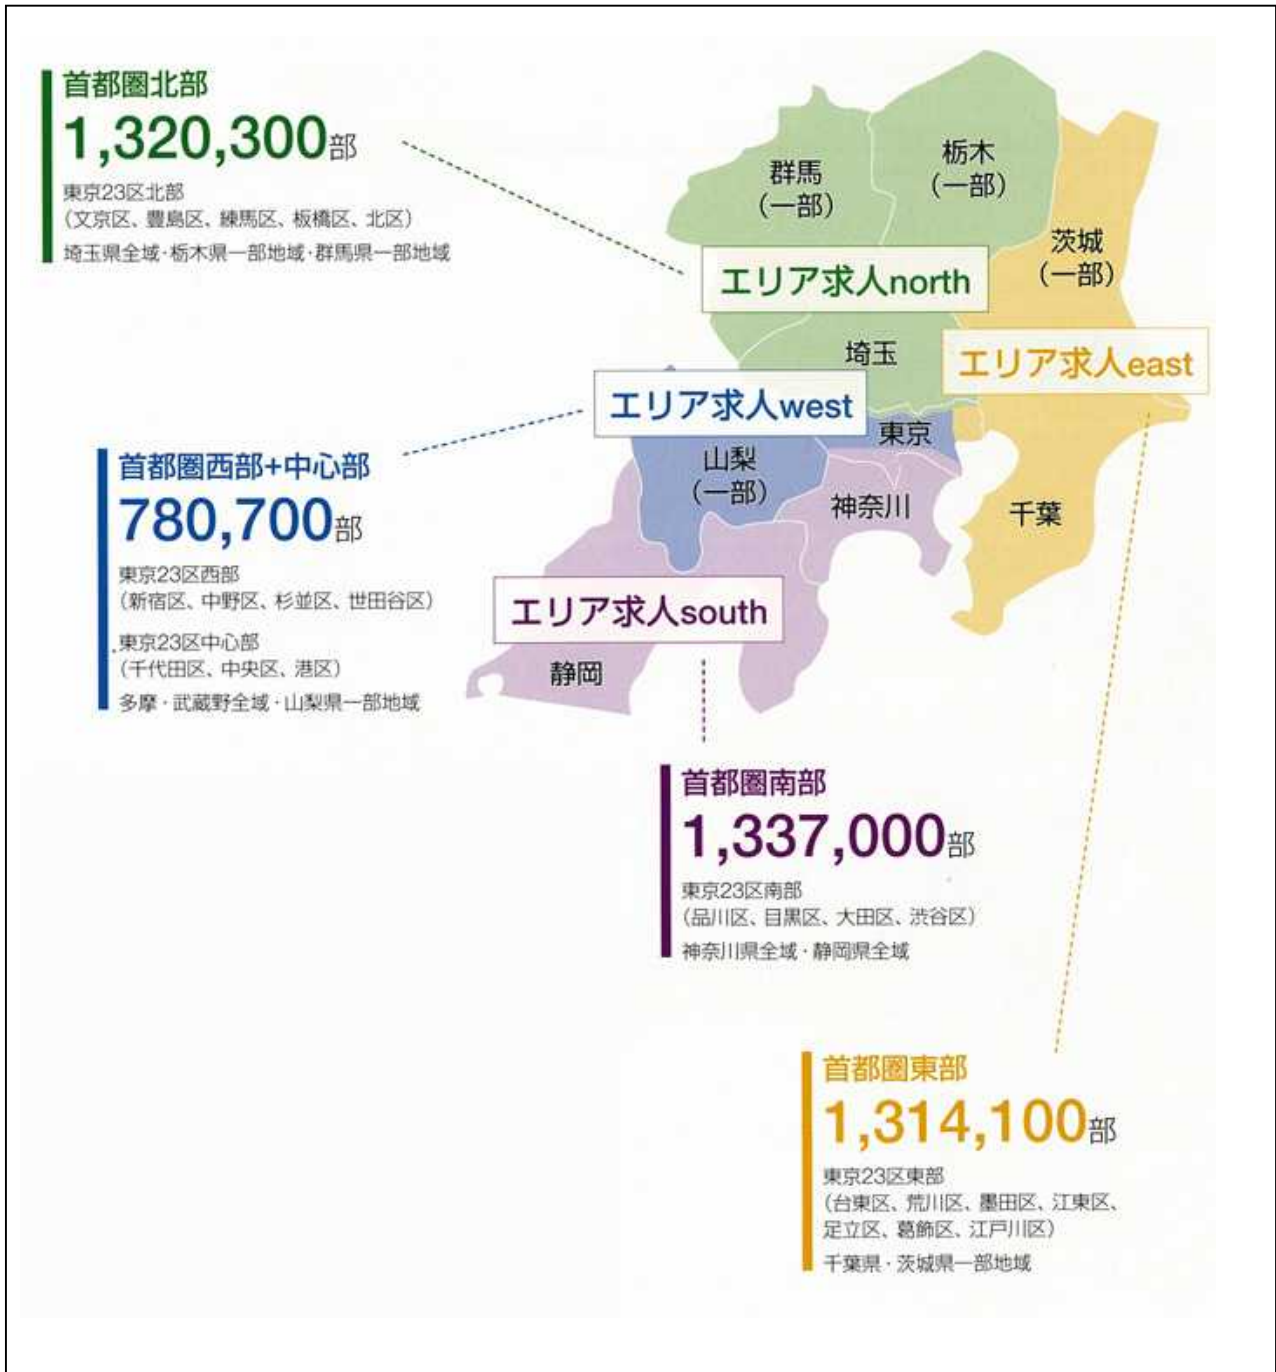 首都圏北部
1,320,300部
東京23区北部
(文京区、豊島区、練馬区、板橋区、北区)
埼玉県全域・栃木県一部地域・群馬県一部地域
群馬
(一部)
栃木
(一部)
茨城
(一部)
エリア求人north
埼玉
エリア求人east
エリア求人west
東京
山梨
(一部)
神奈川
千葉
首都圏西部+中心部
780,700部
東京23区西部
(新宿区、中野区、杉並区、世田谷区)
東京23区中心部
(千代田区、中央区、港区)
多摩・武蔵野全域・山梨県一部地域
エリア求人south
静岡
首都圏南部
1,337,000部
東京23区南部
(品川区、目黒区、大田区、渋谷区)
神奈川県全域・静岡県全域
首都圏東部
1,314,100部
東京23区東部
(台東区、荒川区、墨田区、江東区、
足立区、葛飾区、江戸川区)
千葉県・茨城県一部地域